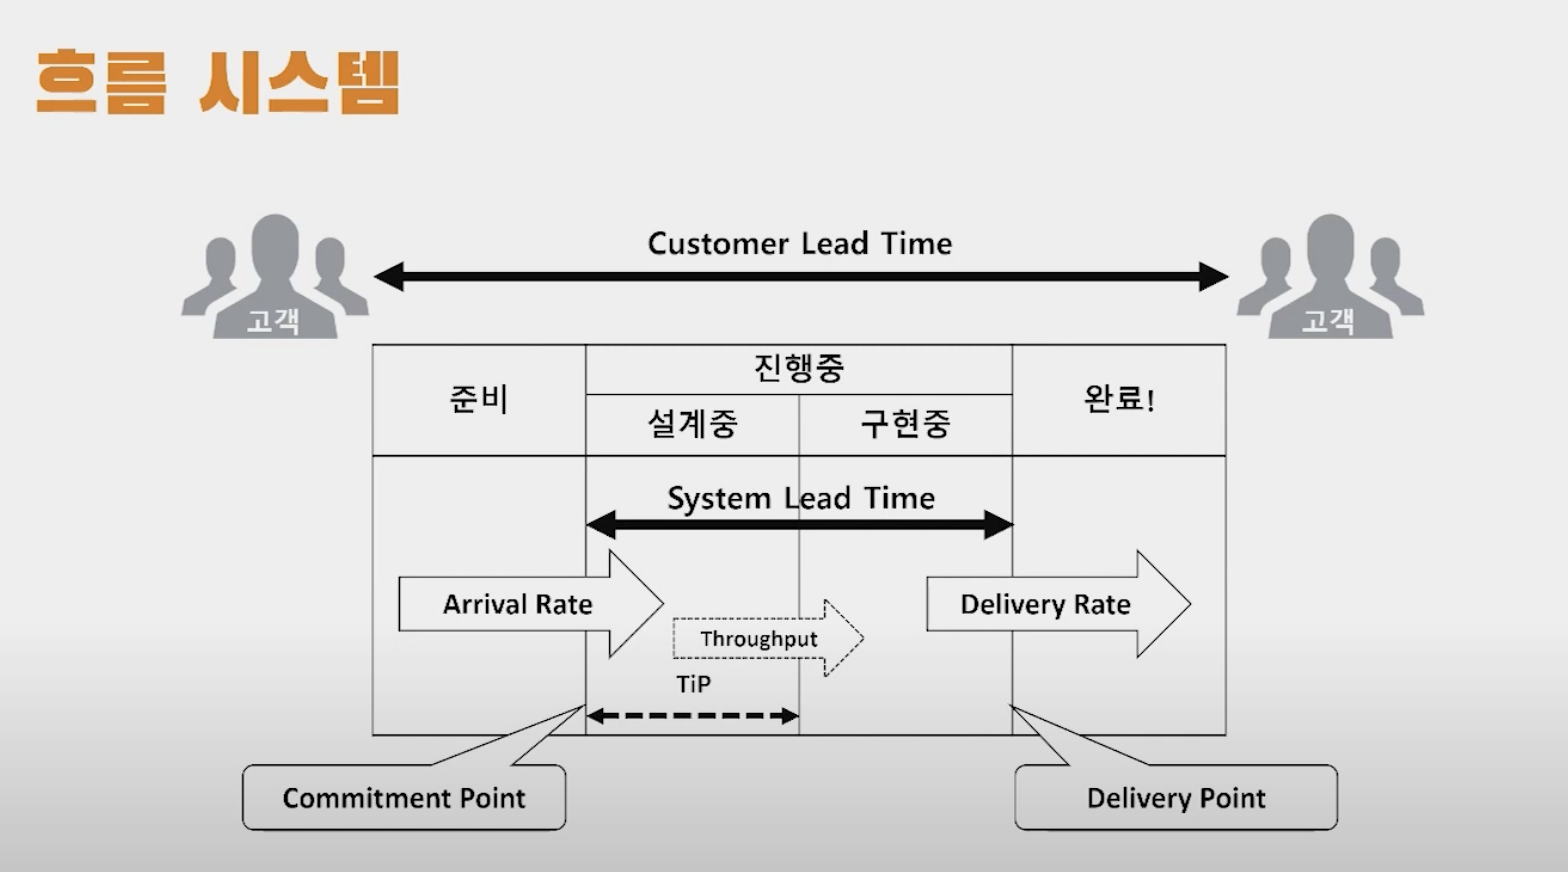 흐름 시스템
Customer Lead Time
고객
고객
준비
진행중
완료!
설계중
구현중
System Lead Time
Arrival Rate
Delivery Rate
Throughput
TiP
Commitment Point
Delivery Point